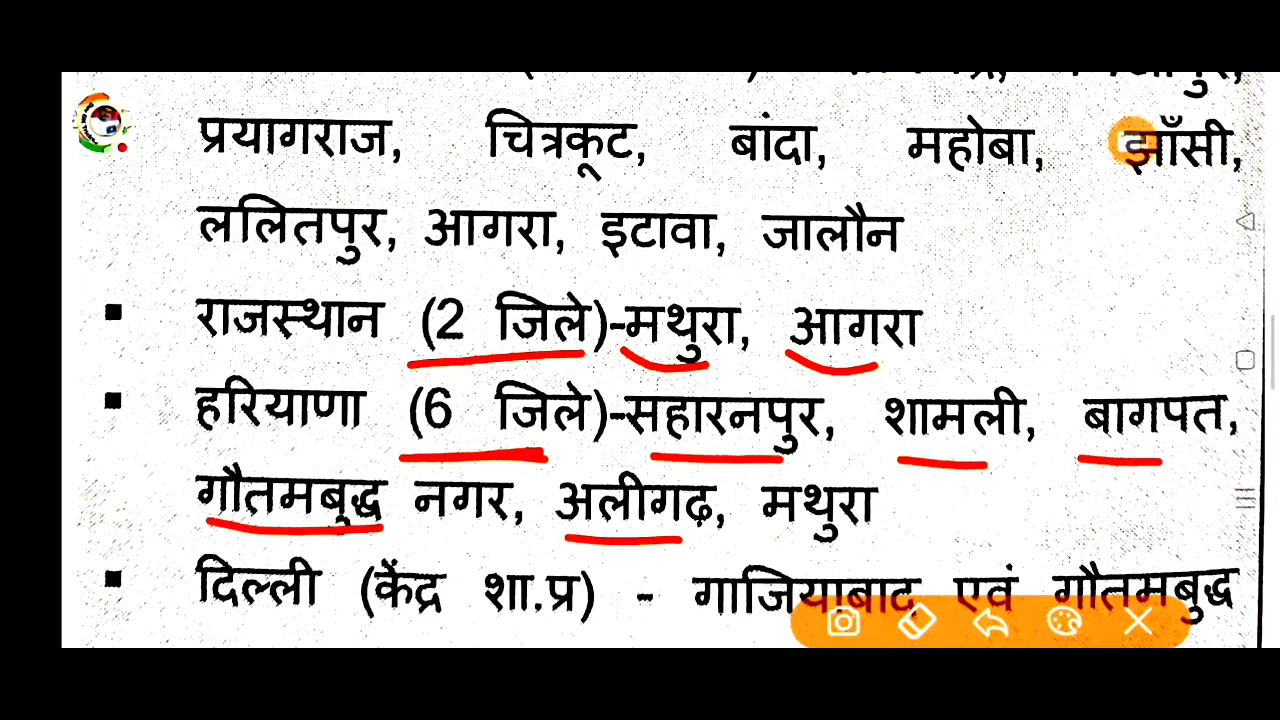 प्रयागराज, चित्रकूट, बांदा, महोबा, झाँसी,
ललितपुर, आगरा, इटावा, जालौन
▪ राजस्थान (2 जिले)-मथुरा, आगरा
▪ हरियाणा (6 जिले)-सहारनपुर, शामली, बागपत,
गौतमबुद्ध नगर, अलीगढ़, मथुरा
▪ दिल्ली (केंद्र शा.प्र) - गाजियाबाद एवं गौतमबुद्ध